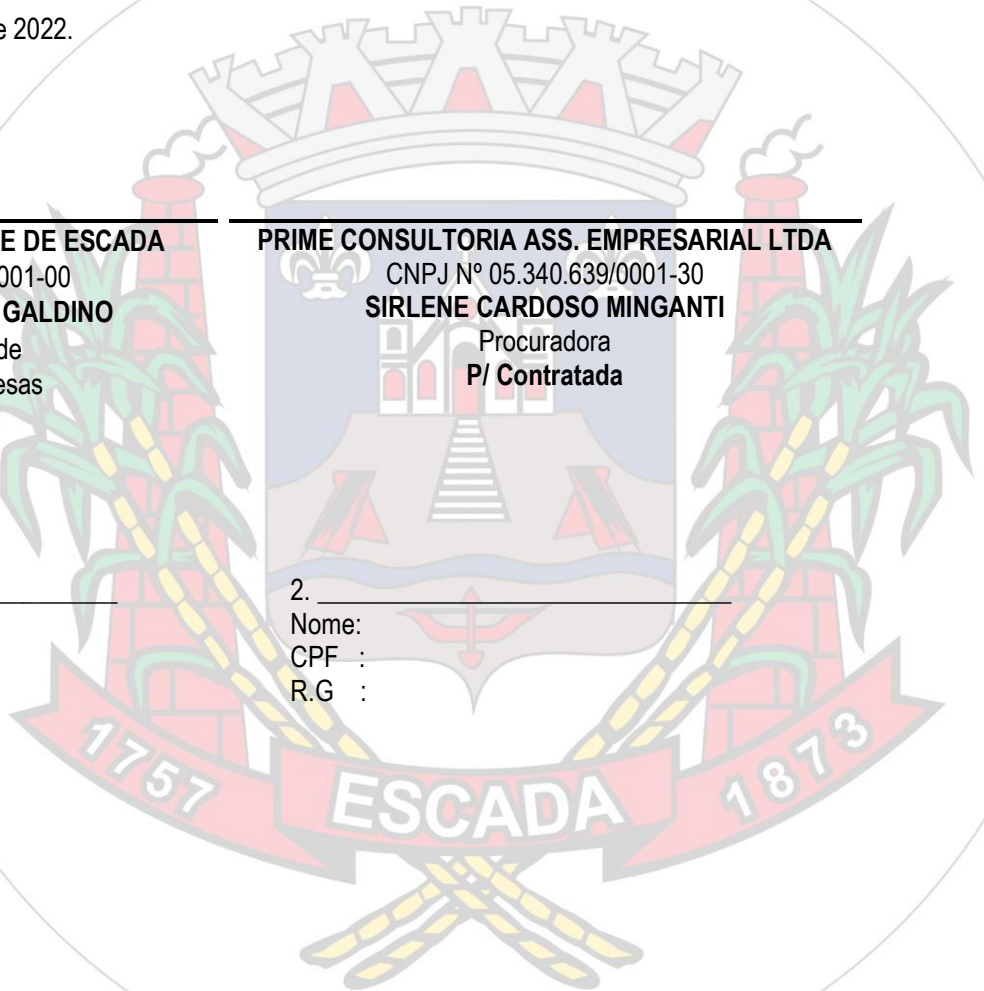 e 2022.
E DE ESCADA
001-00
GALDINO
de
esas
PRIME CONSULTORIA ASS. EMPRESARIAL LTDA
CNPJ Nº 05.340.639/0001-30
SIRLENE CARDOSO MINGANTI
Procuradora
P/ Contratada
2. ______________________________
Nome:
CPF :
R.G :
1757 ESCADA 1873